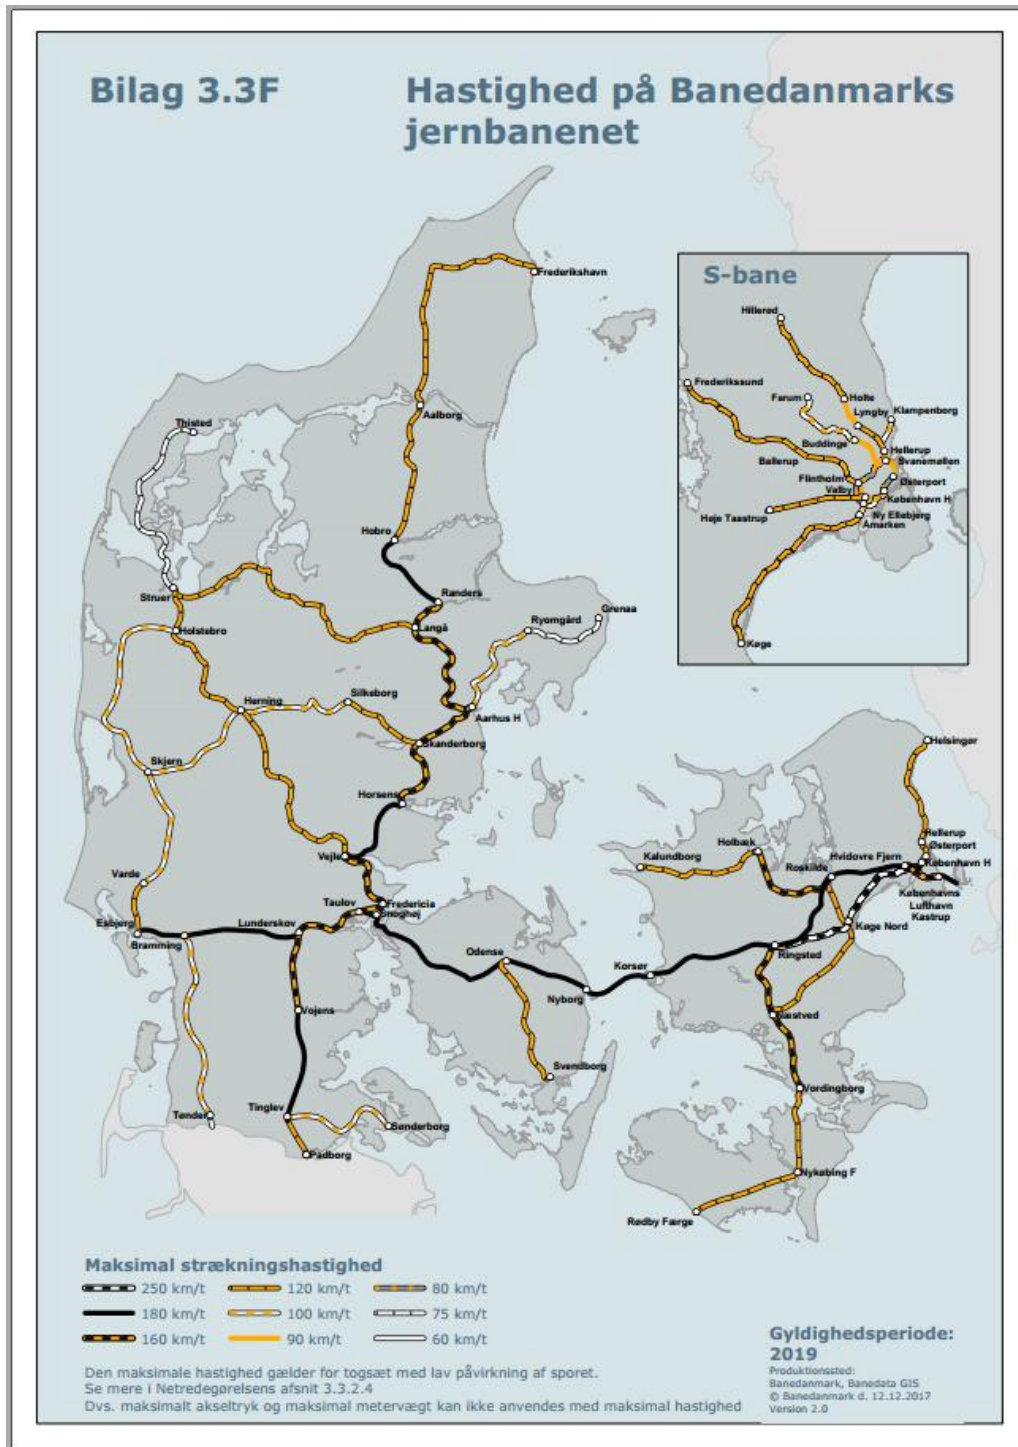 Bilag 3.3F
Hastighed på Banedanmarks
jernbanenet
Frederikshavn
Aalborg
Thisted
Hobro
Struer
Randers
Grenaa
Ryomgård
Langå
Holstebro
Silkeborg
Herning
Aarhus H
Skanderborg
Skjern
Horsens
Vejle
Varde
Taulov
Fredericia
Snoghøj
Esbjerg
Lunderskov
Bramming
Odense
Korsør
Nyborg
Vojens
Svendborg
Tønder
Tinglev
Sønderborg
Padborg
S-bane
Hillerød
Frederikssund
Farum
Holte
Lyngby
Klampenborg
Buddinge
Hellerup
Ballerup
Svanemøllen
Flintholm
Østerport
Valby
København H
Høje Taastrup
Ny Ellebjerg
Åmarken
Køge
Helsingør
Hellerup
Holbæk
Østerport
Kalundborg
Hvidovre Fjern
København H
Roskilde
Københavns
Lufthavn
Kastrup
Køge Nord
Ringsted
Næstved
Vordingborg
Nykøbing F
Rødby Færge
Maksimal strækningshastighed
250 km/t
120 km/t
80 km/t
180 km/t
100 km/t
75 km/t
160 km/t
90 km/t
60 km/t
Den maksimale hastighed gælder for togsæt med lav påvirkning af sporet.
Se mere i Netredegørelsens afsnit 3.3.2.4
Dvs. maksimalt akseltryk og maksimal metervægt kan ikke anvendes med maksimal hastighed
Gyldighedsperiode:
2019
Produktionssted:
Banedanmark, Banedata GIS
© Banedanmark d. 12.12.2017
Version 2.0